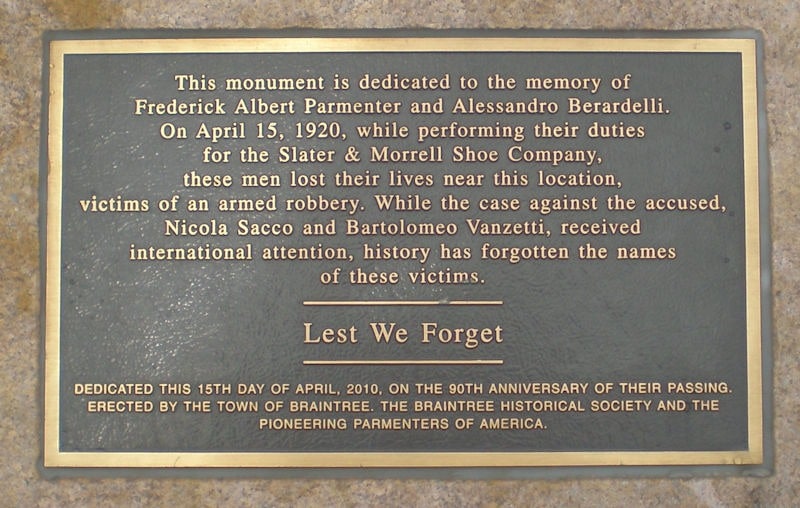 This monument is dedicated to the memory of
Frederick Albert Parmenter and Alessandro Berardelli.
On April 15, 1920, while performing their duties
for the Slater & Morrell Shoe Company,
these men lost their lives near this location,
victims of an armed robbery. While the case against the accused,
Nicola Sacco and Bartolomeo Vanzetti, received
international attention, history has forgotten the names
of these victims.
Lest We Forget
DEDICATED THIS 15TH DAY OF APRIL, 2010, ON THE 90TH ANNIVERSARY OF THEIR PASSING.
ERECTED BY THE TOWN OF BRAINTREE. THE BRAINTREE HISTORICAL SOCIETY AND THE
PIONEERING PARMENTERS OF AMERICA.